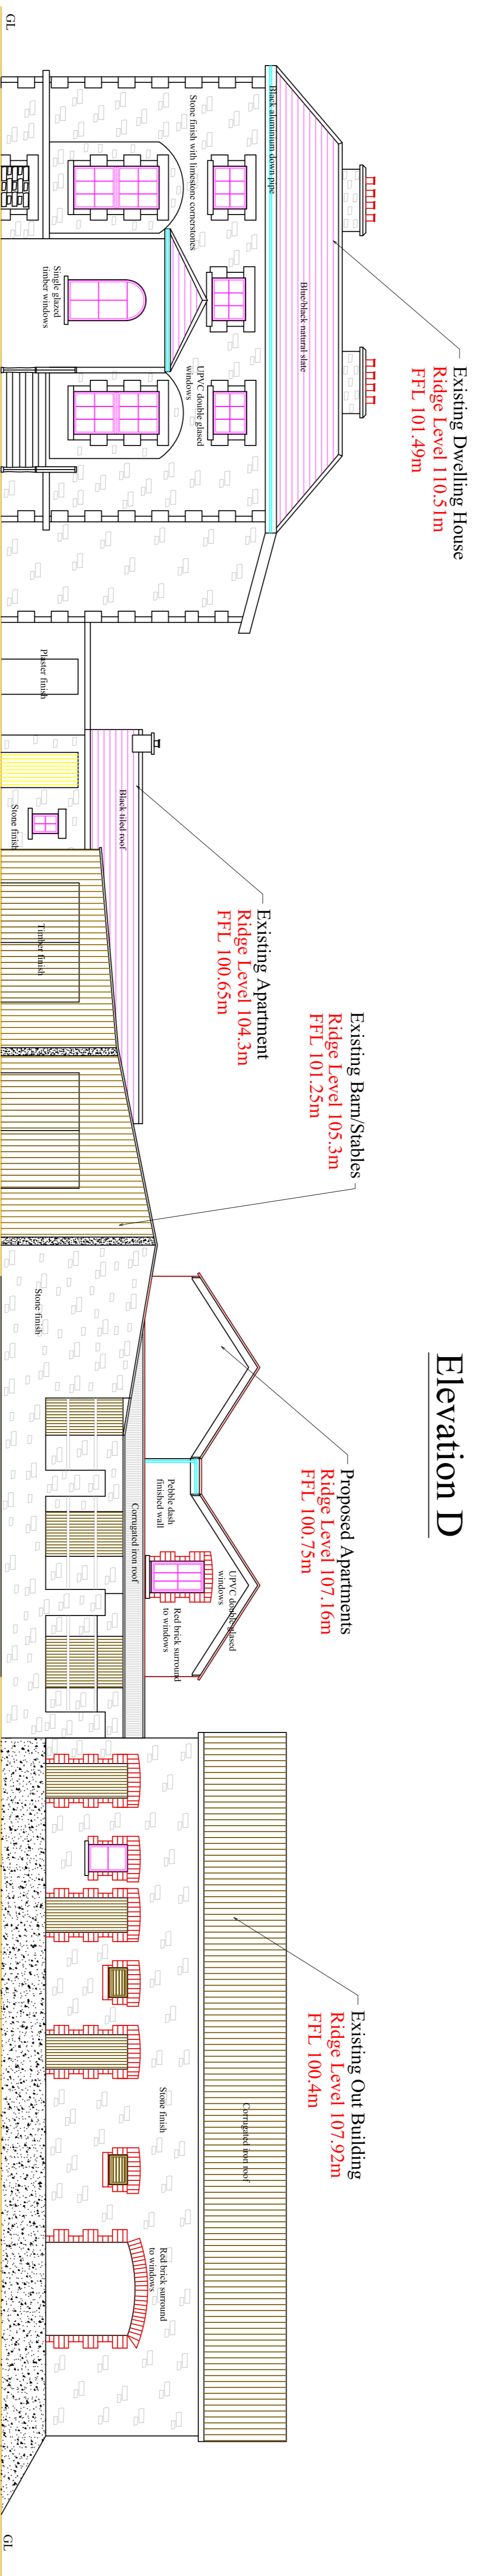 Elevation D
Existing Dwelling House
Ridge Level 110.51m
FFL 101.49m
Existing Apartment
Ridge Level 104.3m
FFL 100.65m
Existing Barn/Stables
Ridge Level 105.3m
FFL 101.25m
Proposed Apartments
Ridge Level 107.16m
FFL 100.75m
Existing Out Building
Ridge Level 107.92m
FFL 100.4m
Blue/black natural slate
Black aluminium down pipe
Stone finish with limestone cornerstones
UPVC double glased
windows
Single glazed
timber windows
Plaster finish
Black tiled roof
Stone finish
Timber finish
Stone finish
Corrugated iron roof
Pebble dash
finished wall
UPVC double glased
windows
Red brick surround
to windows
Corrugated iron roof
Stone finish
Red brick surround
to windows
GL
GL